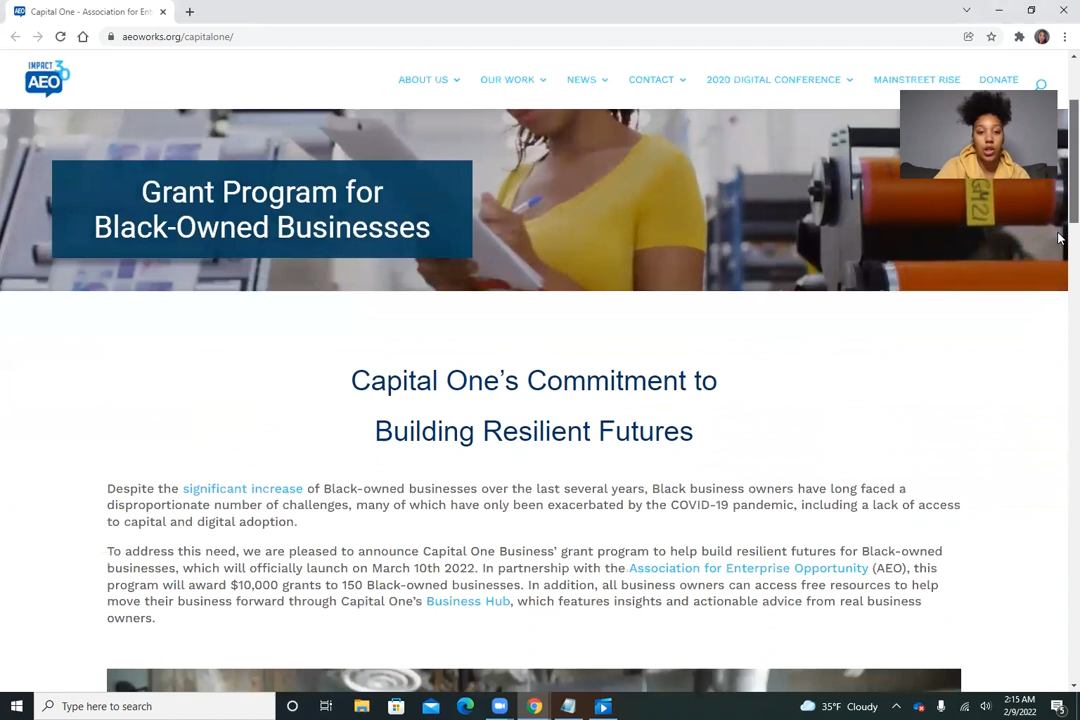 Capital One - Association for Ent
aeoworks.org/capitalone/
IMPACT 30
AEO
ABOUT US
OUR WORK
NEWS
CONTACT
2020 DIGITAL CONFERENCE
MAINSTREET RISE
DONATE
Grant Program for
Black-Owned Businesses
GM21
Capital One's Commitment to
Building Resilient Futures
Despite the significant increase of Black-owned businesses over the last several years, Black business owners have long faced a
disproportionate number of challenges, many of which have only been exacerbated by the COVID-19 pandemic, including a lack of access
to capital and digital adoption.
To address this need, we are pleased to announce Capital One Business' grant program to help build resilient futures for Black-owned
businesses, which will officially launch on March 10th 2022. In partnership with the Association for Enterprise Opportunity (AEO), this
program will award $10,000 grants to 150 Black-owned businesses. In addition, all business owners can access free resources to help
move their business forward through Capital One's Business Hub, which features insights and actionable advice from real business
owners.
Type here to search
35°F Cloudy
2:15 AM
2/9/2022
5